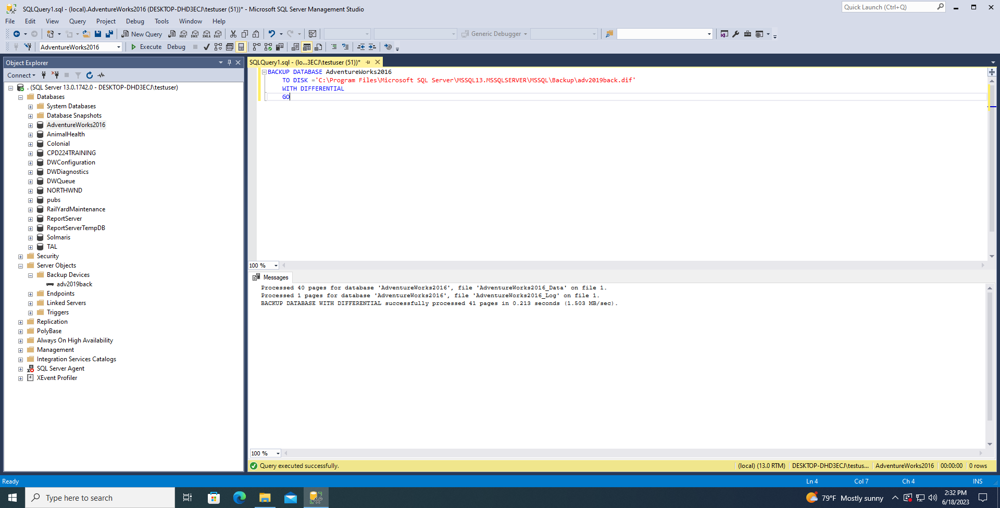 SQLQuery1.sql - (local).AdventureWorks2016 (DESKTOP-DHD3ECJ\testuser (51))* - Microsoft SQL Server Management Studio
Quick Launch (Ctrl+Q)
File Edit View Query Project Debug Tools Window Help
New Query
MDX DMX XMLA DAX
Generic Debugger
AdventureWorks2016
Execute Debug
Object Explorer
Connect
. (SQL Server 13.0.1742.0 - DESKTOP-DHD3ECJ\testuser)
Databases
System Databases
Database Snapshots
AdventureWorks2016
AnimalHealth
Colonial
CPD224TRAINING
DWConfiguration
DWDiagnostics
DWQueue
NORTHWND
pubs
RailYardMaintenance
ReportServer
ReportServerTempDB
Solmaris
TAL
Security
Server Objects
Backup Devices
adv2019back
Endpoints
Linked Servers
Triggers
Replication
PolyBase
Always On High Availability
Management
Integration Services Catalogs
SQL Server Agent
XEvent Profiler
SQLQuery1.sql - (lo...3ECJ\testuser (51))*
BACKUP DATABASE AdventureWorks2016
TO DISK ='C:\Program Files\Microsoft SQL Server\MSSQL13.MSSQLSERVER\MSSQL\Backup\adv2019back.dif'
WITH DIFFERENTIAL
GO
100 %
Messages
Processed 40 pages for database 'AdventureWorks2016', file 'AdventureWorks2016_Data' on file 1.
Processed 1 pages for database 'AdventureWorks2016', file 'AdventureWorks2016_Log' on file 1.
BACKUP DATABASE WITH DIFFERENTIAL successfully processed 41 pages in 0.213 seconds (1.503 MB/sec).
100 %
Query executed successfully.
(local) (13.0 RTM) DESKTOP-DHD3ECJ\testus... AdventureWorks2016 00:00:00 0 rows
Ready
Ln 4 Col 7 Ch 4 INS
Type here to search
79°F Mostly sunny
2:32 PM
6/18/2023